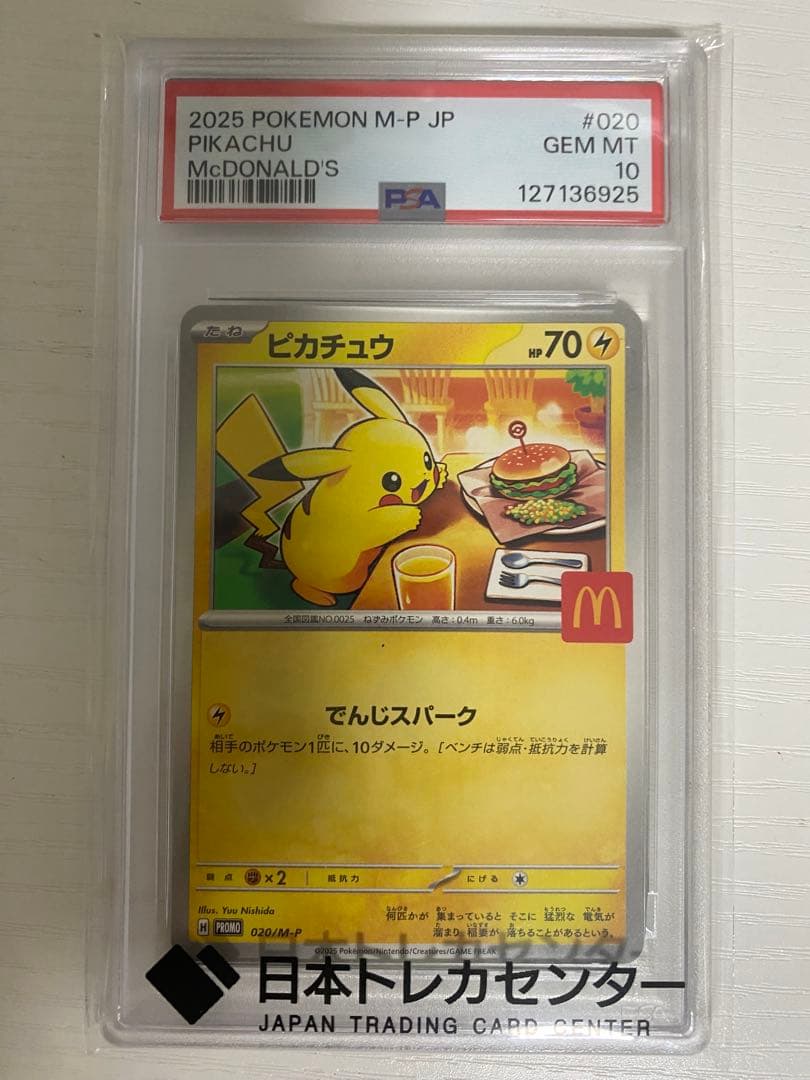 2025 POKEMON M-P JP #020
PIKACHU GEM MT
McDONALD'S 10
PSA 127136925
たね ピカチュウ HP70
全国図鑑NO.0025 ねずみポケモン 高さ:0.4m 重さ:6.0kg
でんじスパーク
相手のポケモン1匹に、10ダメージ。[ベンチは弱点・抵抗力を計算
しない。]
弱点 ×2 抵抗力 にげる
Illus. Yuu Nishida
何匹かが 集まっていると そこに 猛烈な 電気が
溜まり 稲妻が 落ちることがあるという。
H PROMO 020/M-P
©2025 Pokémon/Nintendo/Creatures/GAME FREAK
日本トレカセンター
JAPAN TRADING CARD CENTER